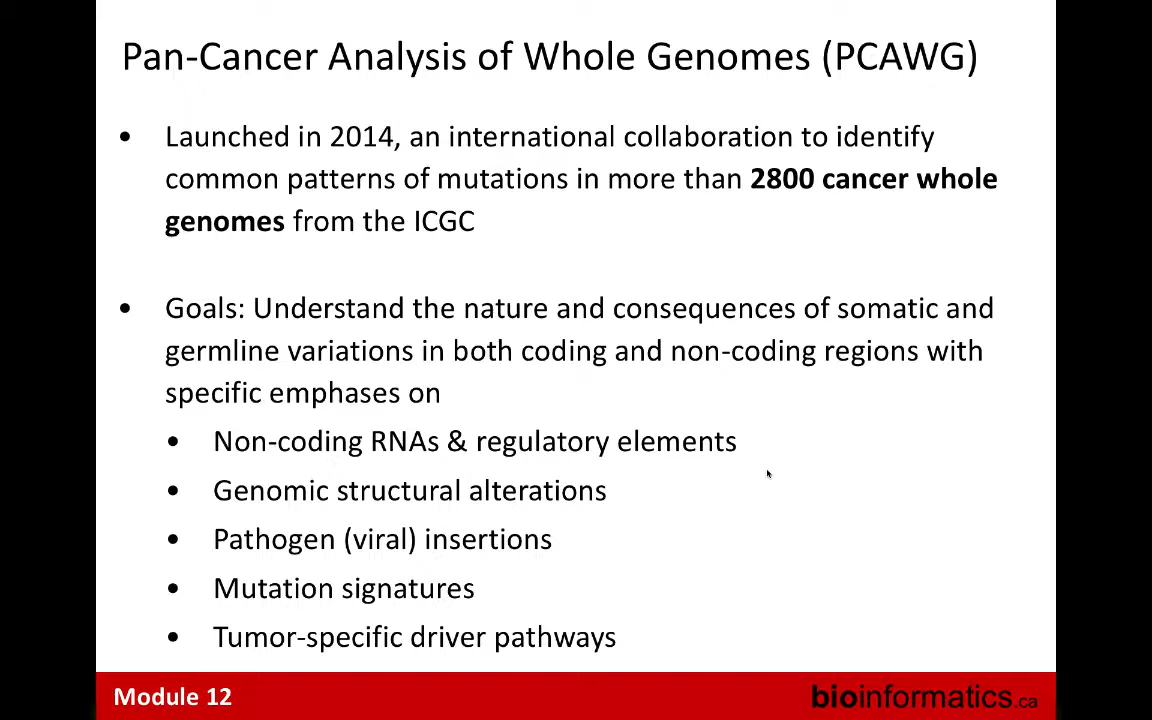 Pan-Cancer Analysis of Whole Genomes (PCAWG)
• Launched in 2014, an international collaboration to identify
common patterns of mutations in more than 2800 cancer whole
genomes from the ICGC
• Goals: Understand the nature and consequences of somatic and
germline variations in both coding and non-coding regions with
specific emphases on
• Non-coding RNAs & regulatory elements
• Genomic structural alterations
• Pathogen (viral) insertions
• Mutation signatures
• Tumor-specific driver pathways
Module 12
bioinformatics.ca